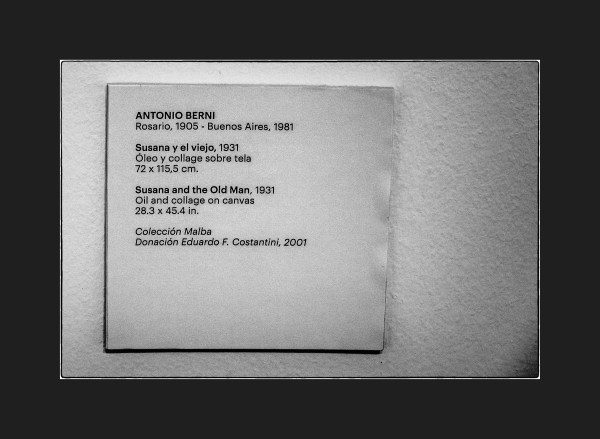 ANTONIO BERNI
Rosario, 1905 - Buenos Aires, 1981
Susana y el viejo, 1931
Óleo y collage sobre tela
72 x 115,5 cm.
Susana and the Old Man, 1931
Oil and collage on canvas
28.3 x 45.4 in.
Colección Malba
Donación Eduardo F. Costantini, 2001